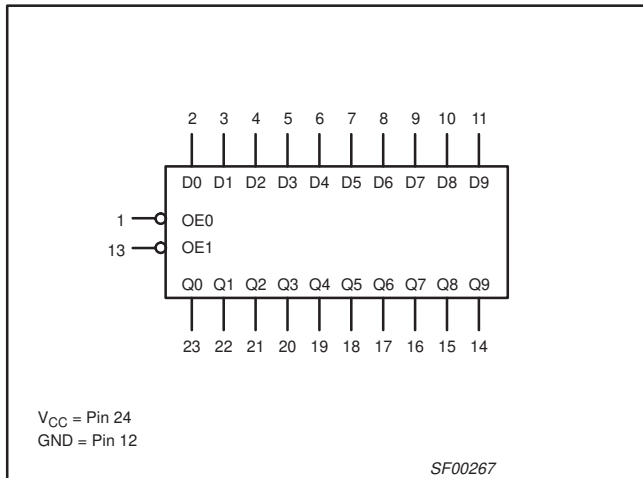 2 3 4 5 6 7 8 9 10 11
D0 D1 D2 D3 D4 D5 D6 D7 D8 D9
1 OE0
13 OE1
Q0 Q1 Q2 Q3 Q4 Q5 Q6 Q7 Q8 Q9
23 22 21 20 19 18 17 16 15 14
VCC = Pin 24
GND = Pin 12
SF00267